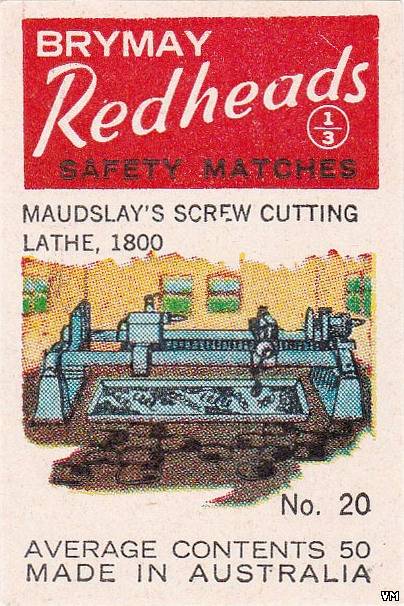 BRYMAY
Redheads
1/3
SAFETY MATCHES
MAUDSLAY'S SCREW CUTTING
LATHE, 1800
No. 20
AVERAGE CONTENTS 50
MADE IN AUSTRALIA
VM